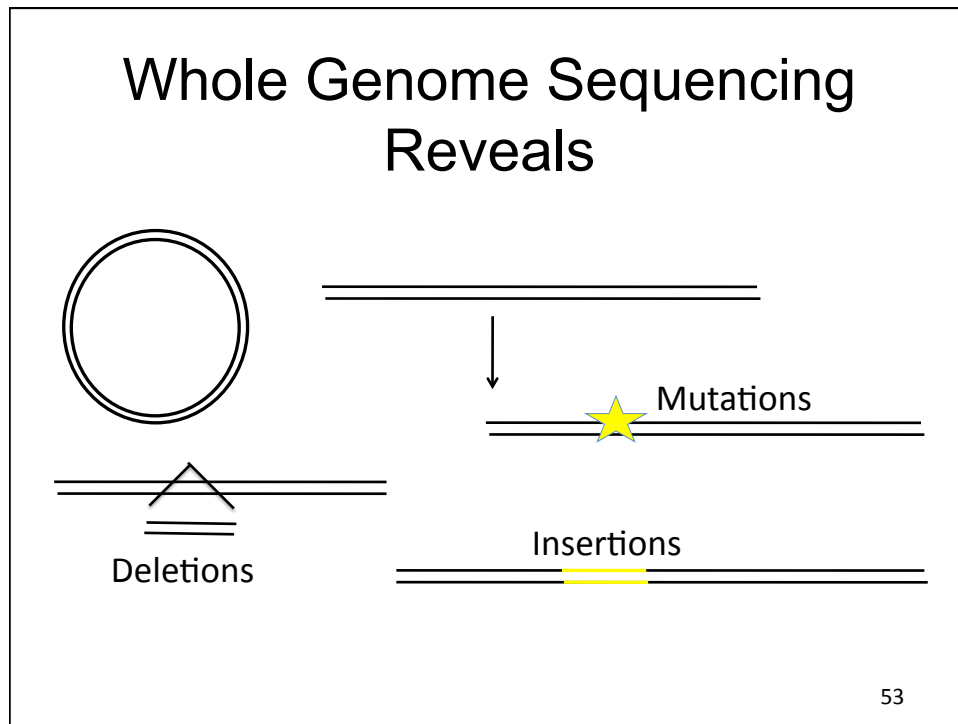 Whole Genome Sequencing
Reveals
Mutations
Insertions
Deletions
53